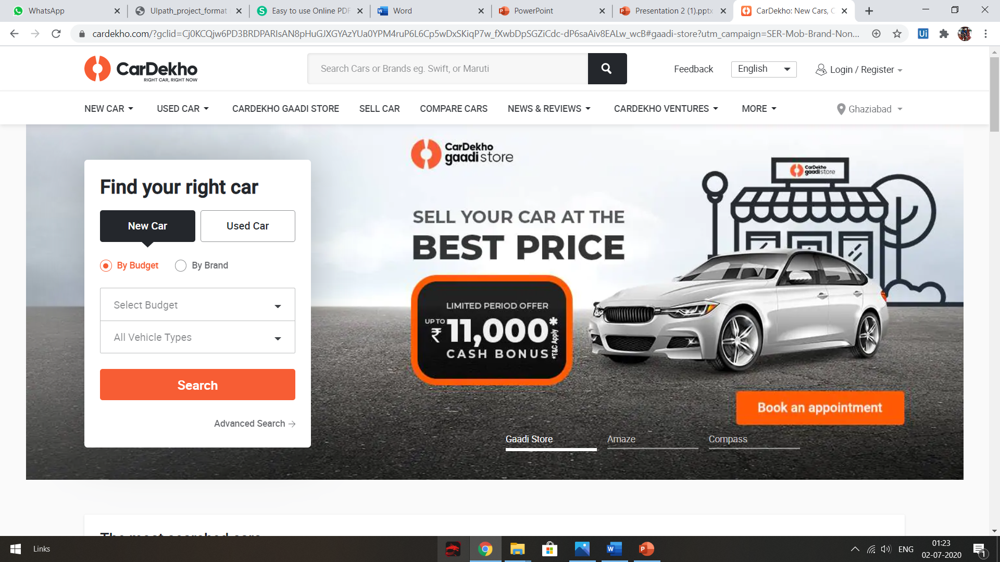 WhatsApp
UIpath_project_format
Easy to use Online PDF
Word
PowerPoint
Presentation 2 (1).pptx
CarDekho: New Cars, C
cardekho.com/?gclid=Cj0KCQjw6PD3BRDPARIsAN8pHuGJXGYAzYUa0YPM4ruP6L6Cp5wDxSKiqP7w_fXwbDpSGZiCdc-dP6saAiv8EALw_wcB#gaadi-store?utm_campaign=SER-Mob-Brand-Non...
Ui
CarDekho
RIGHT CAR, RIGHT NOW
Search Cars or Brands eg. Swift, or Maruti
Feedback
English
Login / Register
NEW CAR
USED CAR
CARDEKHO GAADI STORE
SELL CAR
COMPARE CARS
NEWS & REVIEWS
CARDEKHO VENTURES
MORE
Ghaziabad
Find your right car
New Car
Used Car
By Budget
By Brand
Select Budget
All Vehicle Types
Search
Advanced Search
CarDekho
gaadi store
CarDekho
gaadi store
SELL YOUR CAR AT THE
BEST PRICE
LIMITED PERIOD OFFER
UP TO
₹ 11,000*
CASH BONUS
*T&C Apply
Book an appointment
Gaadi Store
Amaze
Compass
The most searched cars
Links
ENG
01:23
02-07-2020
1